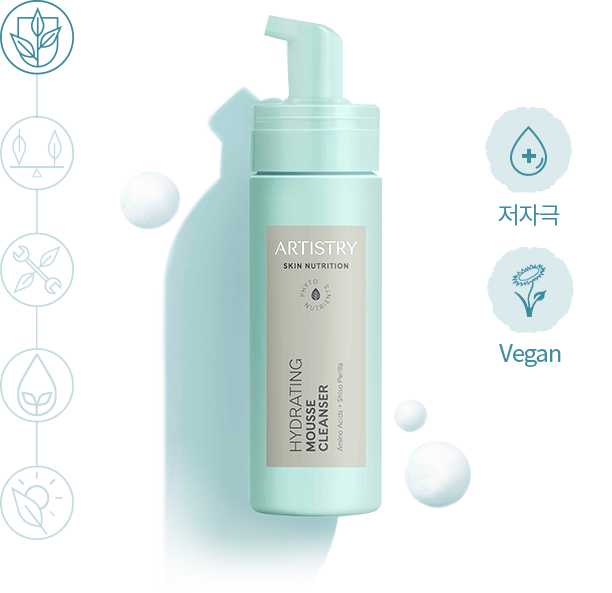 ARTISTRY
SKIN NUTRITION
PHYTO
NUTRIENTS
HYDRATING
MOUSSE
CLEANSER
Amino Acids • Shiso Perilla
저자극
Vegan